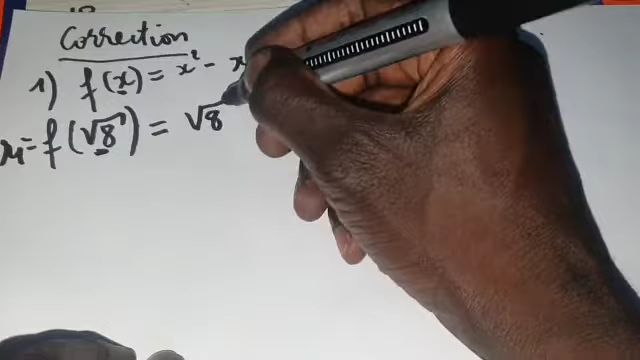 Correction
1) f(x) = x² - x
f(√8) = √8